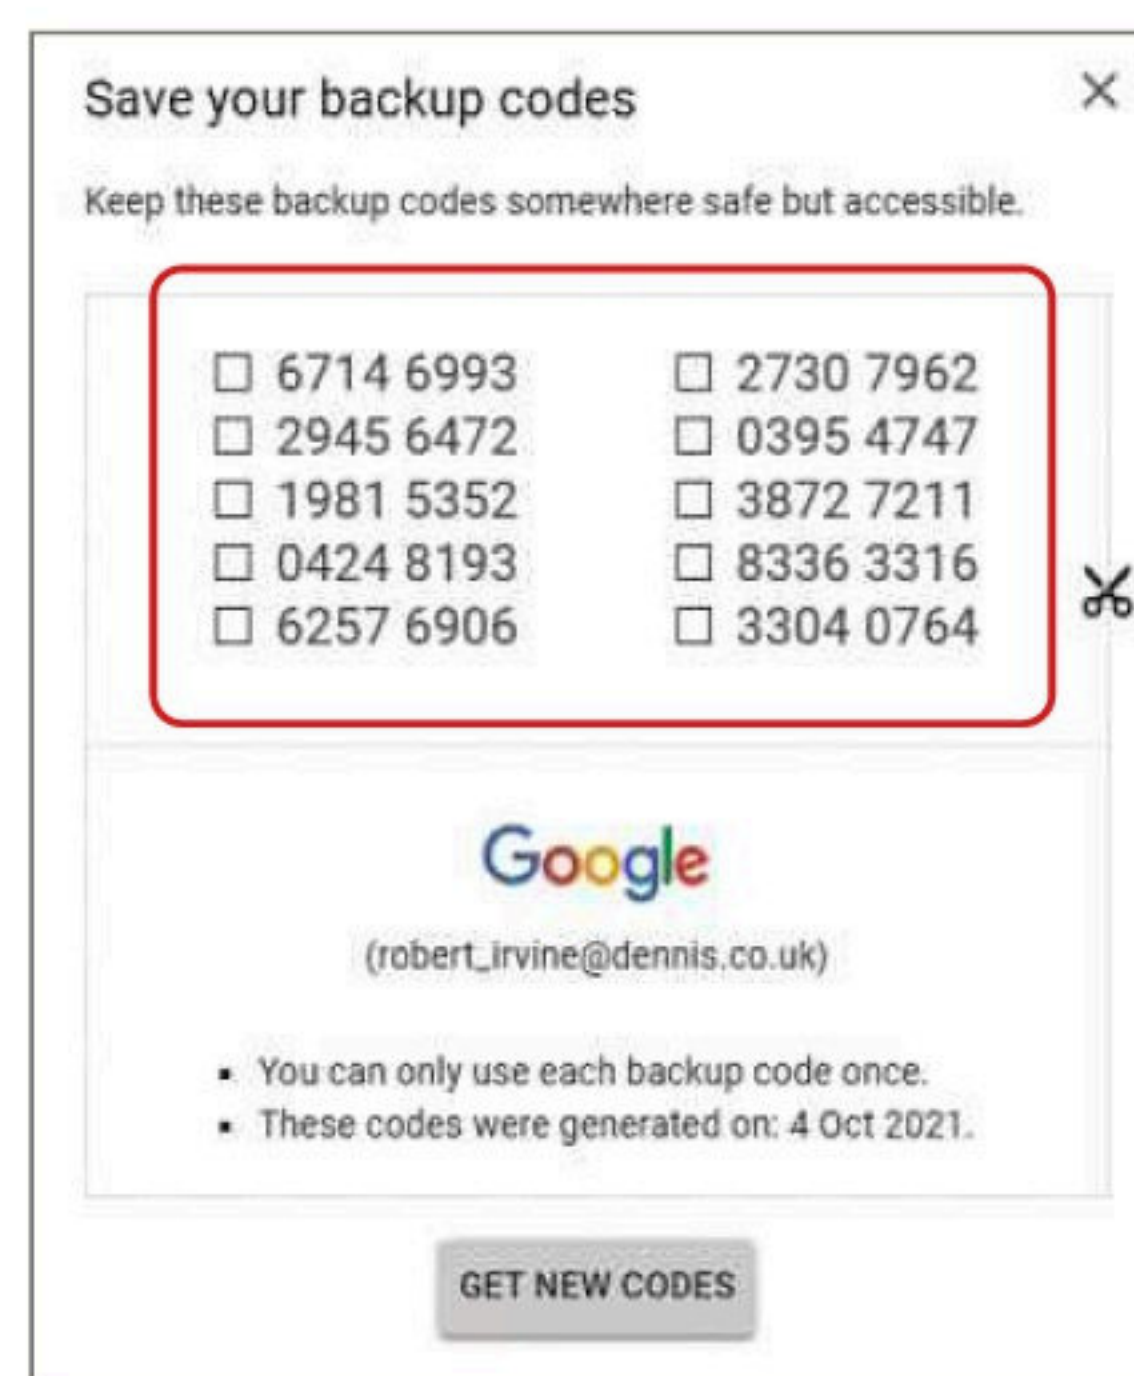 Save your backup codes
Keep these backup codes somewhere safe but accessible.
6714 6993 2730 7962
2945 6472 0395 4747
1981 5352 3872 7211
0424 8193 8336 3316
6257 6906 3304 0764
Google
(robert_irvine@dennis.co.uk)
You can only use each backup code once.
These codes were generated on: 4 Oct 2021.
GET NEW CODES